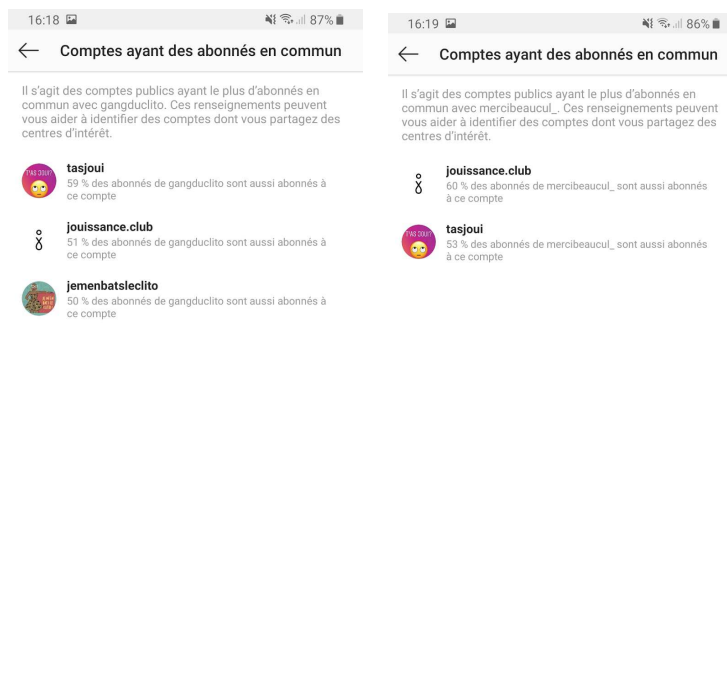 16:18
87%
Comptes ayant des abonnés en commun
Il s'agit des comptes publics ayant le plus d'abonnés en
commun avec gangduclito. Ces renseignements peuvent
vous aider à identifier des comptes dont vous partagez des
centres d'intérêt.
T'AS JOUI?
tasjoui
59 % des abonnés de gangduclito sont aussi abonnés à
ce compte
jouissance.club
51 % des abonnés de gangduclito sont aussi abonnés à
ce compte
jemenbatsleclito
50 % des abonnés de gangduclito sont aussi abonnés à
ce compte
16:19
86%
Comptes ayant des abonnés en commun
Il s'agit des comptes publics ayant le plus d'abonnés en
commun avec mercibeaucul_. Ces renseignements peuvent
vous aider à identifier des comptes dont vous partagez des
centres d'intérêt.
jouissance.club
60 % des abonnés de mercibeaucul_ sont aussi abonnés
à ce compte
T'AS JOUI?
tasjoui
53 % des abonnés de mercibeaucul_ sont aussi abonnés
à ce compte